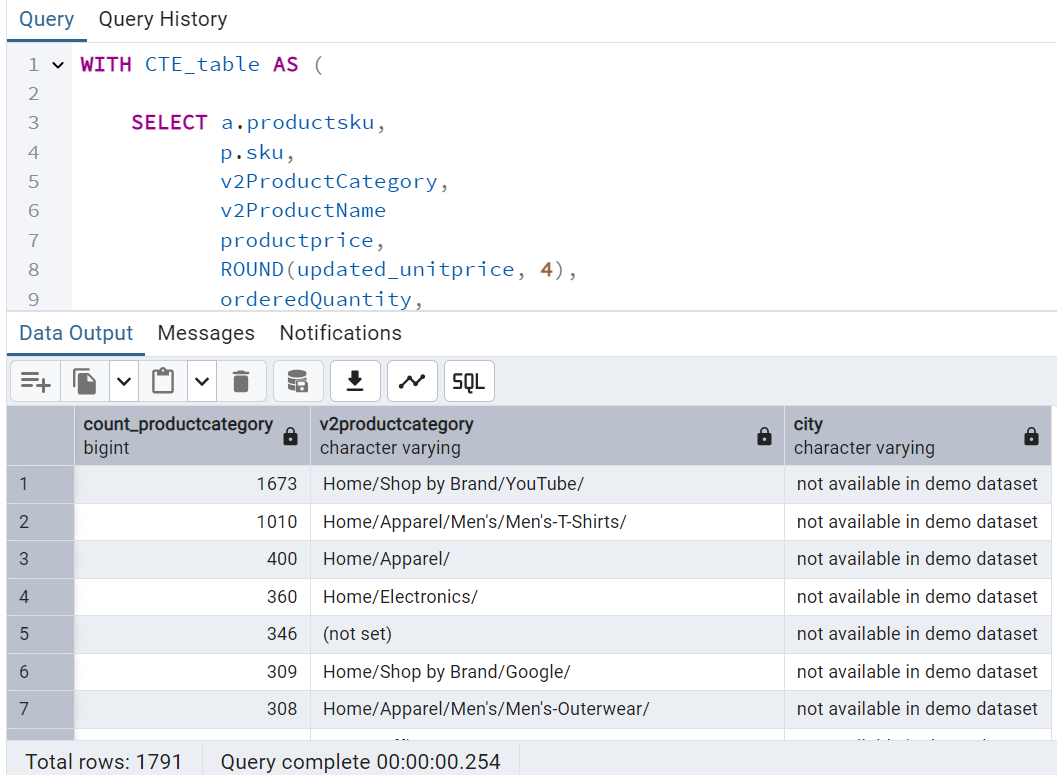 Query Query History
1 WITH CTE_table AS (
2
3 SELECT a.productsku,
4 p.sku,
5 v2ProductCategory,
6 v2ProductName
7 productprice,
8 ROUND(updated_unitprice, 4),
9 orderedQuantity,
Data Output Messages Notifications
SQL
count_productcategory v2productcategory city
bigint character varying character varying
1 1673 Home/Shop by Brand/YouTube/ not available in demo dataset
2 1010 Home/Apparel/Men's/Men's-T-Shirts/ not available in demo dataset
3 400 Home/Apparel/ not available in demo dataset
4 360 Home/Electronics/ not available in demo dataset
5 346 (not set) not available in demo dataset
6 309 Home/Shop by Brand/Google/ not available in demo dataset
7 308 Home/Apparel/Men's/Men's-Outerwear/ not available in demo dataset
Total rows: 1791 Query complete 00:00:00.254